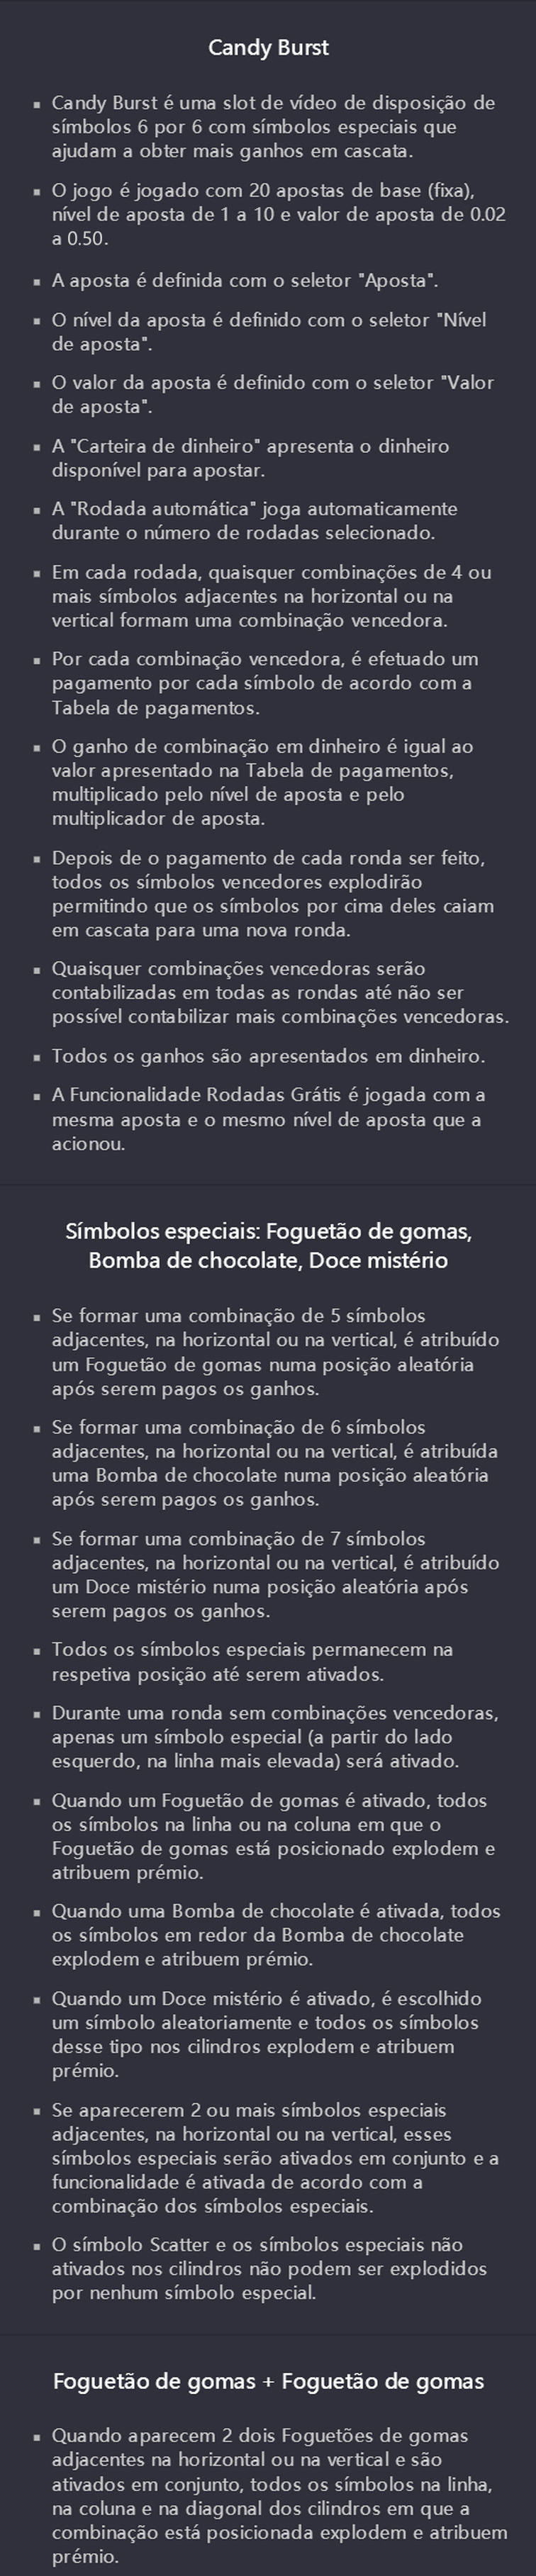 Candy Burst
▪ Candy Burst é uma slot de vídeo de disposição de
símbolos 6 por 6 com símbolos especiais que
ajudam a obter mais ganhos em cascata.
▪ O jogo é jogado com 20 apostas de base (fixa),
nível de aposta de 1 a 10 e valor de aposta de 0.02
a 0.50.
▪ A aposta é definida com o seletor "Aposta".
▪ O nível da aposta é definido com o seletor "Nível
de aposta".
▪ O valor da aposta é definido com o seletor "Valor
de aposta".
▪ A "Carteira de dinheiro" apresenta o dinheiro
disponível para apostar.
▪ A "Rodada automática" joga automaticamente
durante o número de rodadas selecionado.
▪ Em cada rodada, quaisquer combinações de 4 ou
mais símbolos adjacentes na horizontal ou na
vertical formam uma combinação vencedora.
▪ Por cada combinação vencedora, é efetuado um
pagamento por cada símbolo de acordo com a
Tabela de pagamentos.
▪ O ganho de combinação em dinheiro é igual ao
valor apresentado na Tabela de pagamentos,
multiplicado pelo nível de aposta e pelo
multiplicador de aposta.
▪ Depois de o pagamento de cada ronda ser feito,
todos os símbolos vencedores explodirão
permitindo que os símbolos por cima deles caiam
em cascata para uma nova ronda.
▪ Quaisquer combinações vencedoras serão
contabilizadas em todas as rondas até não ser
possível contabilizar mais combinações vencedoras.
▪ Todos os ganhos são apresentados em dinheiro.
▪ A Funcionalidade Rodadas Grátis é jogada com a
mesma aposta e o mesmo nível de aposta que a
acionou.
Símbolos especiais: Foguetão de gomas,
Bomba de chocolate, Doce mistério
▪ Se formar uma combinação de 5 símbolos
adjacentes, na horizontal ou na vertical, é atribuído
um Foguetão de gomas numa posição aleatória
após serem pagos os ganhos.
▪ Se formar uma combinação de 6 símbolos
adjacentes, na horizontal ou na vertical, é atribuída
uma Bomba de chocolate numa posição aleatória
após serem pagos os ganhos.
▪ Se formar uma combinação de 7 símbolos
adjacentes, na horizontal ou na vertical, é atribuído
um Doce mistério numa posição aleatória após
serem pagos os ganhos.
▪ Todos os símbolos especiais permanecem na
respetiva posição até serem ativados.
▪ Durante uma ronda sem combinações vencedoras,
apenas um símbolo especial (a partir do lado
esquerdo, na linha mais elevada) será ativado.
▪ Quando um Foguetão de gomas é ativado, todos
os símbolos na linha ou na coluna em que o
Foguetão de gomas está posicionado explodem e
atribuem prémio.
▪ Quando uma Bomba de chocolate é ativada, todos
os símbolos em redor da Bomba de chocolate
explodem e atribuem prémio.
▪ Quando um Doce mistério é ativado, é escolhido
um símbolo aleatoriamente e todos os símbolos
desse tipo nos cilindros explodem e atribuem
prémio.
▪ Se aparecerem 2 ou mais símbolos especiais
adjacentes, na horizontal ou na vertical, esses
símbolos especiais serão ativados em conjunto e a
funcionalidade é ativada de acordo com a
combinação dos símbolos especiais.
▪ O símbolo Scatter e os símbolos especiais não
ativados nos cilindros não podem ser explodidos
por nenhum símbolo especial.
Foguetão de gomas + Foguetão de gomas
▪ Quando aparecem 2 dois Foguetões de gomas
adjacentes na horizontal ou na vertical e são
ativados em conjunto, todos os símbolos na linha,
na coluna e na diagonal dos cilindros em que a
combinação está posicionada explodem e atribuem
prémio.